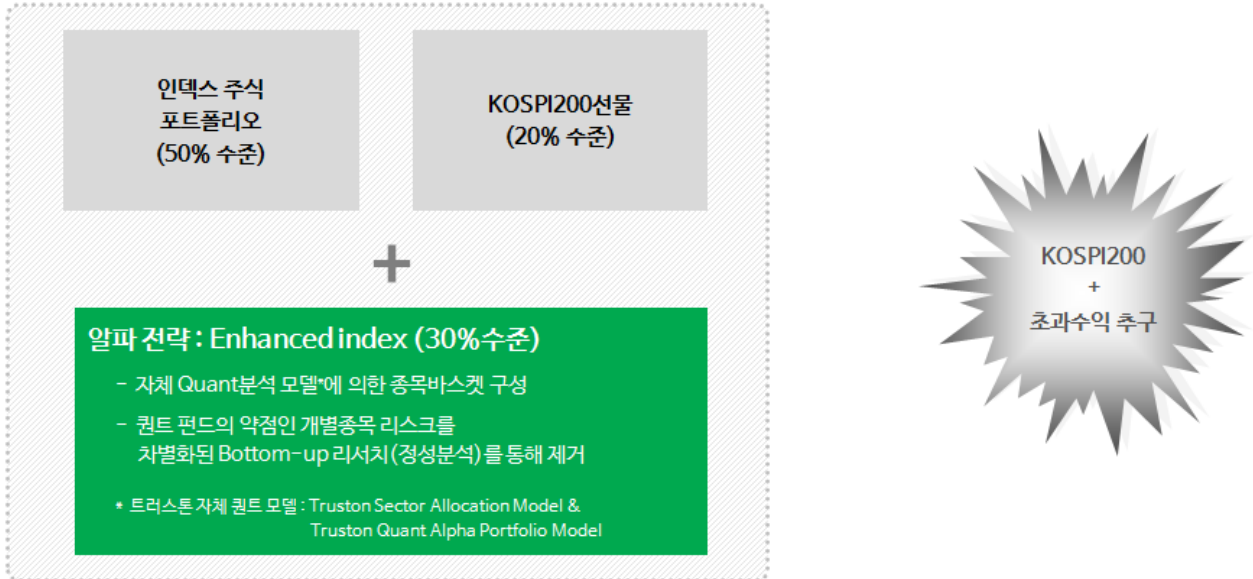 인덱스 주식
포트폴리오
(50% 수준)
KOSPI200선물
(20% 수준)
+
알파 전략 : Enhanced index (30%수준)
- 자체 Quant분석 모델*에 의한 종목바스켓 구성
- 퀀트 펀드의 약점인 개별종목 리스크를
차별화된 Bottom-up 리서치(정성분석)를 통해 제거
* 트러스톤 자체 퀀트 모델 : Truston Sector Allocation Model &
Truston Quant Alpha Portfolio Model
KOSPI200
+
초과수익 추구